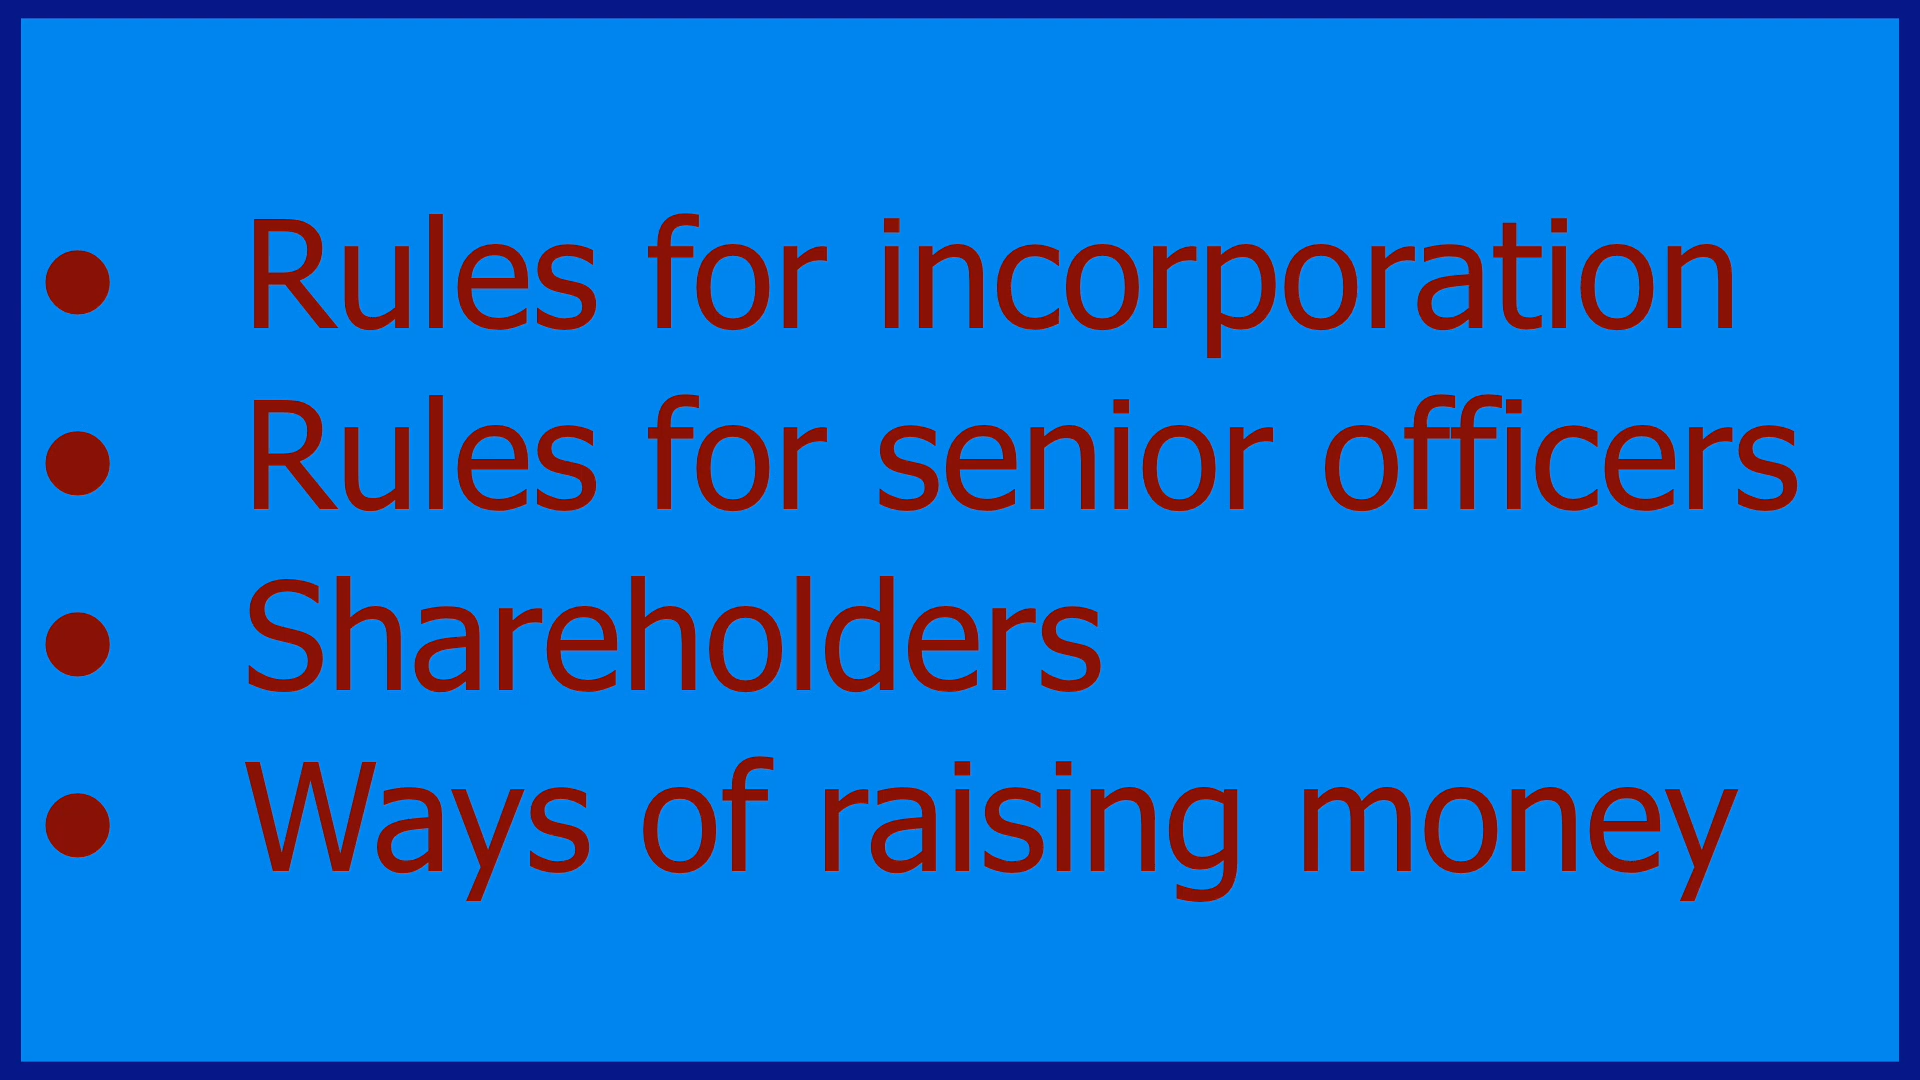 ● Rules for incorporation
● Rules for senior officers
● Shareholders
● Ways of raising money